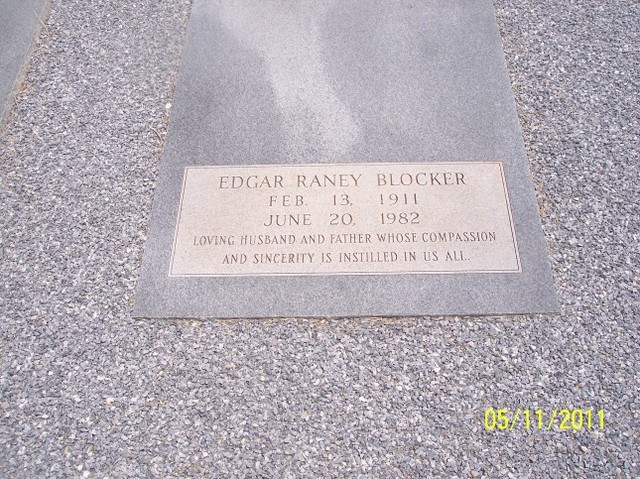 EDGAR RANEY BLOCKER
FEB. 13, 1911
JUNE 20, 1982
LOVING HUSBAND AND FATHER WHOSE COMPASSION
AND SINCERITY IS INSTILLED IN US ALL.
05/11/2011